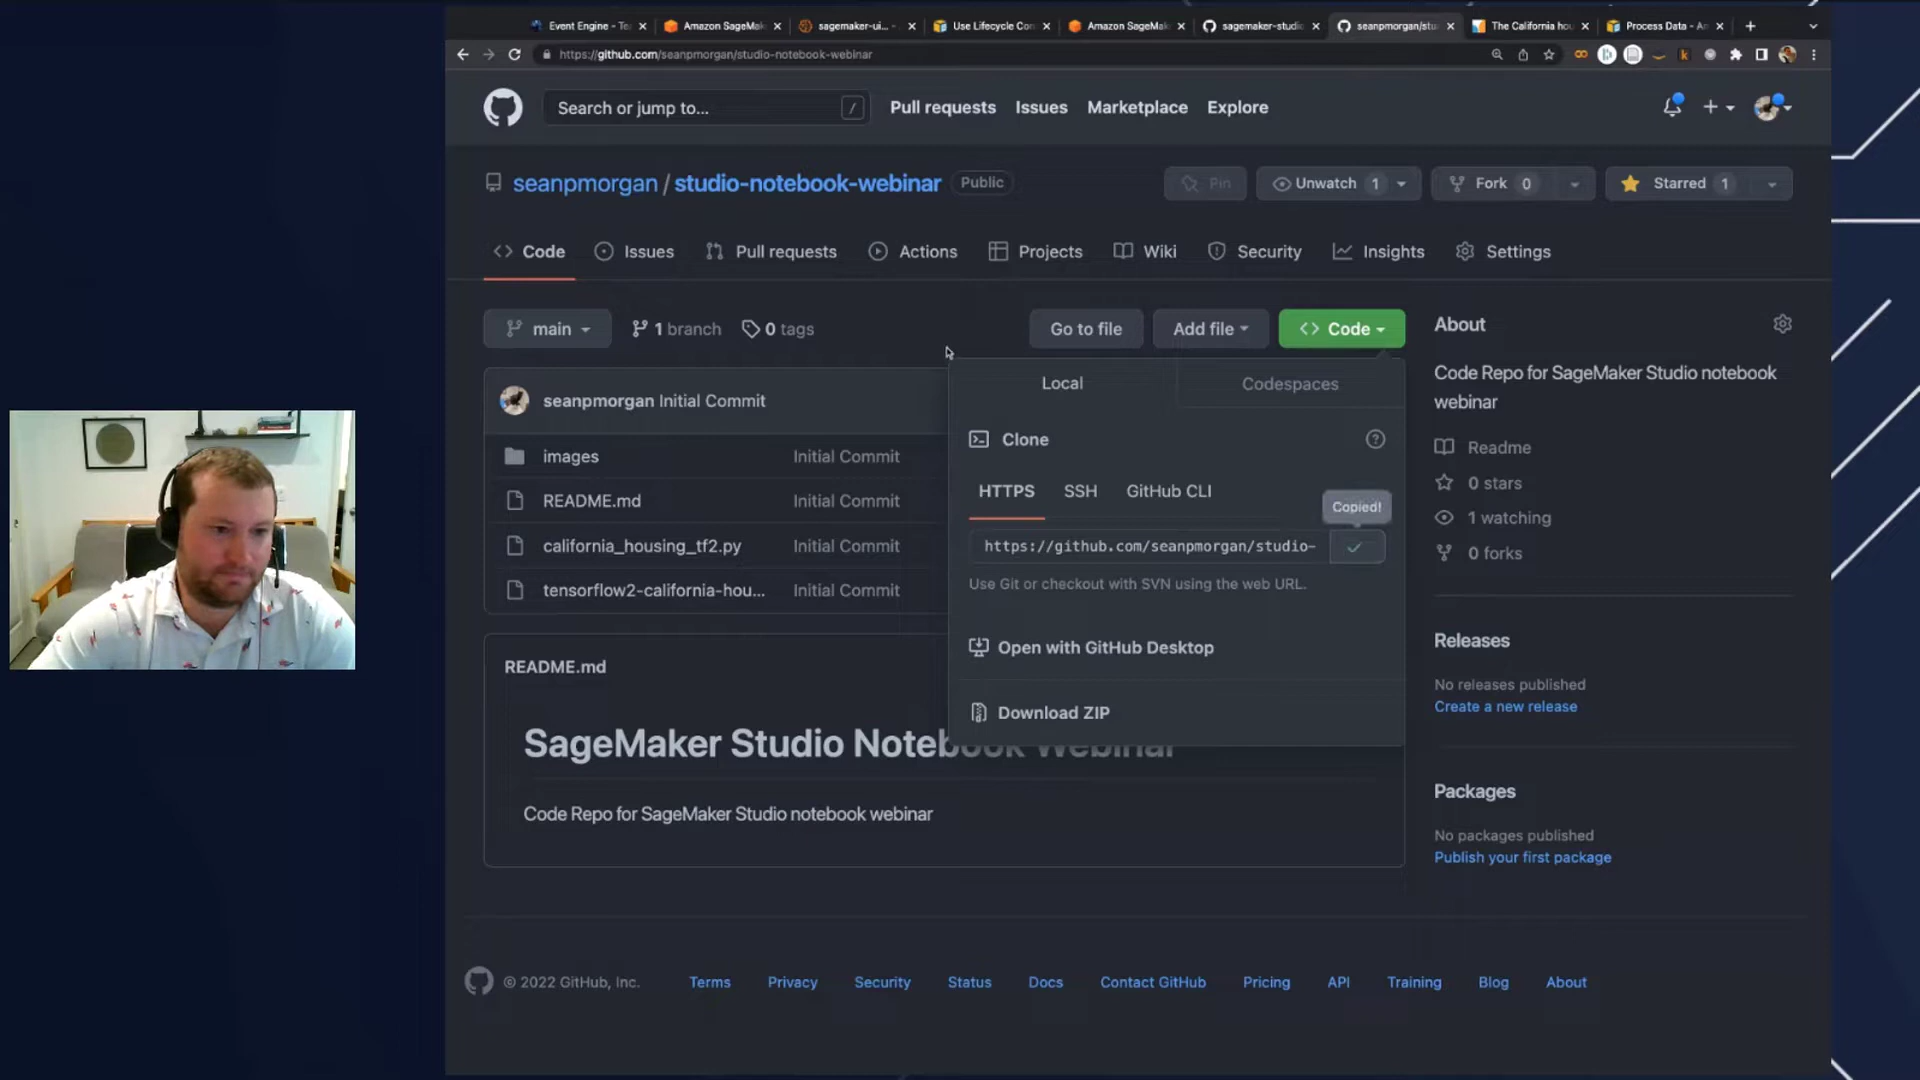 Event Engine - Te
Amazon SageMak
sagemaker-ui... -
Use Lifecycle Con
Amazon SageMak
sagemaker-studio
seanpmorgan/stu
The California hou
Process Data - A
https://github.com/seanpmorgan/studio-notebook-webinar
Search or jump to... /
Pull requests
Issues
Marketplace
Explore
seanpmorgan / studio-notebook-webinar
Public
Pin
Unwatch 1
Fork 0
Starred 1
Code
Issues
Pull requests
Actions
Projects
Wiki
Security
Insights
Settings
main
1 branch
0 tags
Go to file
Add file
Code
About
Code Repo for SageMaker Studio notebook
webinar
Readme
0 stars
1 watching
0 forks
Releases
No releases published
Create a new release
Packages
No packages published
Publish your first package
Local
Codespaces
Clone
HTTPS
SSH
GitHub CLI
Copied!
https://github.com/seanpmorgan/studio-
Use Git or checkout with SVN using the web URL.
Open with GitHub Desktop
Download ZIP
seanpmorgan Initial Commit
images Initial Commit
README.md Initial Commit
california_housing_tf2.py Initial Commit
tensorflow2-california-hou... Initial Commit
README.md
SageMaker Studio Notebook Webinar
Code Repo for SageMaker Studio notebook webinar
© 2022 GitHub, Inc.
Terms
Privacy
Security
Status
Docs
Contact GitHub
Pricing
API
Training
Blog
About